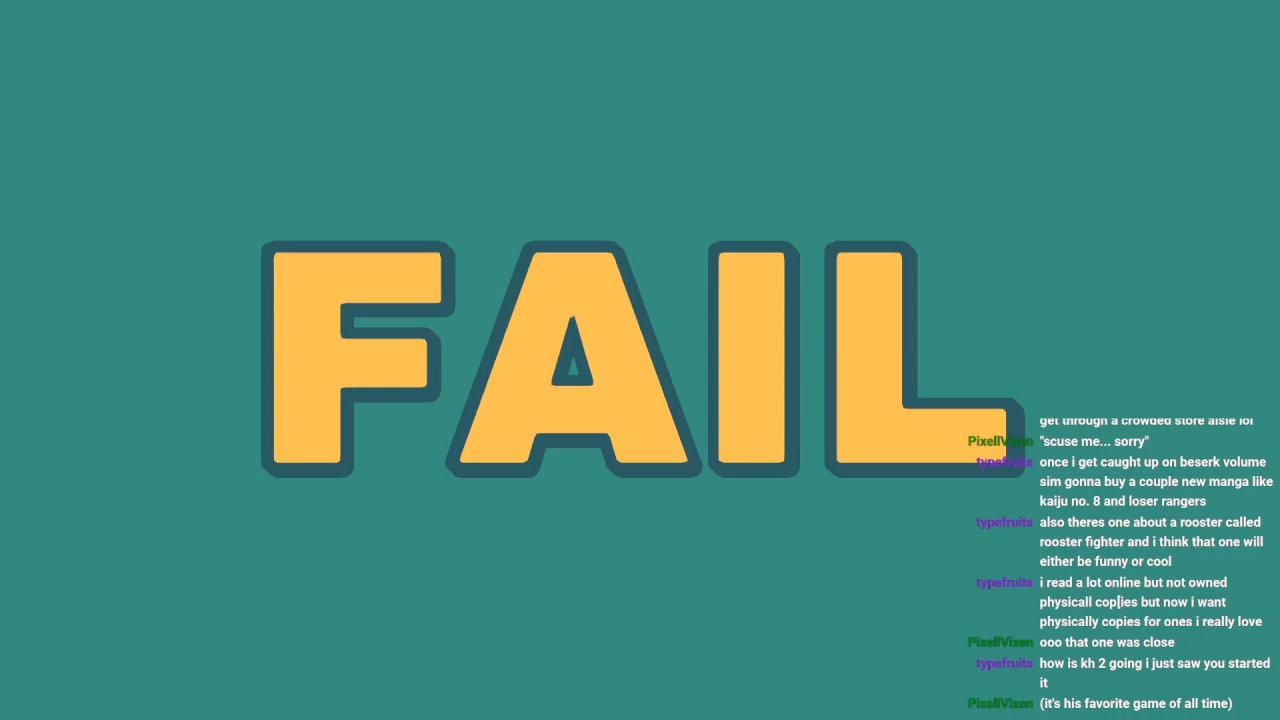 FAIL
get through a crowded store aisle lol
PixellVixen "scuse me... sorry"
typefruits once i get caught up on beserk volume
sim gonna buy a couple new manga like
kaiju no. 8 and loser rangers
typefruits also theres one about a rooster called
rooster fighter and i think that one will
either be funny or cool
typefruits i read a lot online but not owned
physicall cop[ies but now i want
physically copies for ones i really love
PixellVixen ooo that one was close
typefruits how is kh 2 going i just saw you started
it
PixellVixen (it's his favorite game of all time)